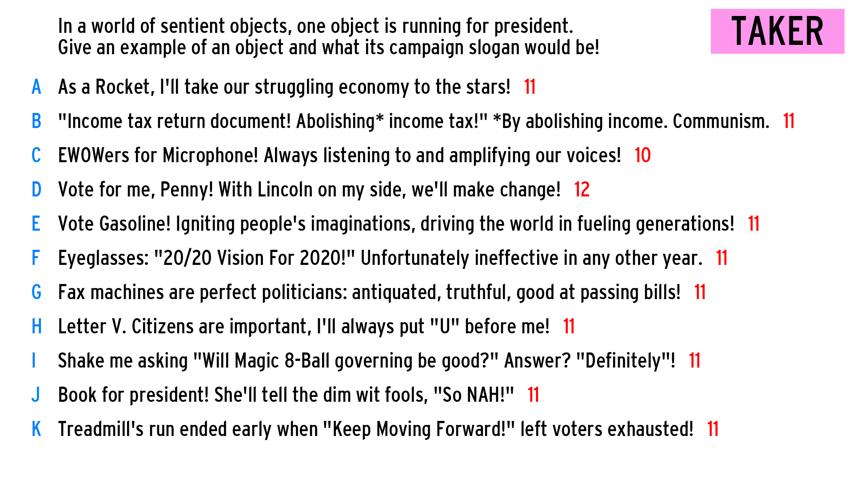 In a world of sentient objects, one object is running for president.
Give an example of an object and what its campaign slogan would be!
TAKER
A As a Rocket, I'll take our struggling economy to the stars! 11
B "Income tax return document! Abolishing* income tax!" *By abolishing income. Communism. 11
C EWOWers for Microphone! Always listening to and amplifying our voices! 10
D Vote for me, Penny! With Lincoln on my side, we'll make change! 12
E Vote Gasoline! Igniting people's imaginations, driving the world in fueling generations! 11
F Eyeglasses: "20/20 Vision For 2020!" Unfortunately ineffective in any other year. 11
G Fax machines are perfect politicians: antiquated, truthful, good at passing bills! 11
H Letter V. Citizens are important, I'll always put "U" before me! 11
I Shake me asking "Will Magic 8-Ball governing be good?" Answer? "Definitely"! 11
J Book for president! She'll tell the dim wit fools, "So NAH!" 11
K Treadmill's run ended early when "Keep Moving Forward!" left voters exhausted! 11